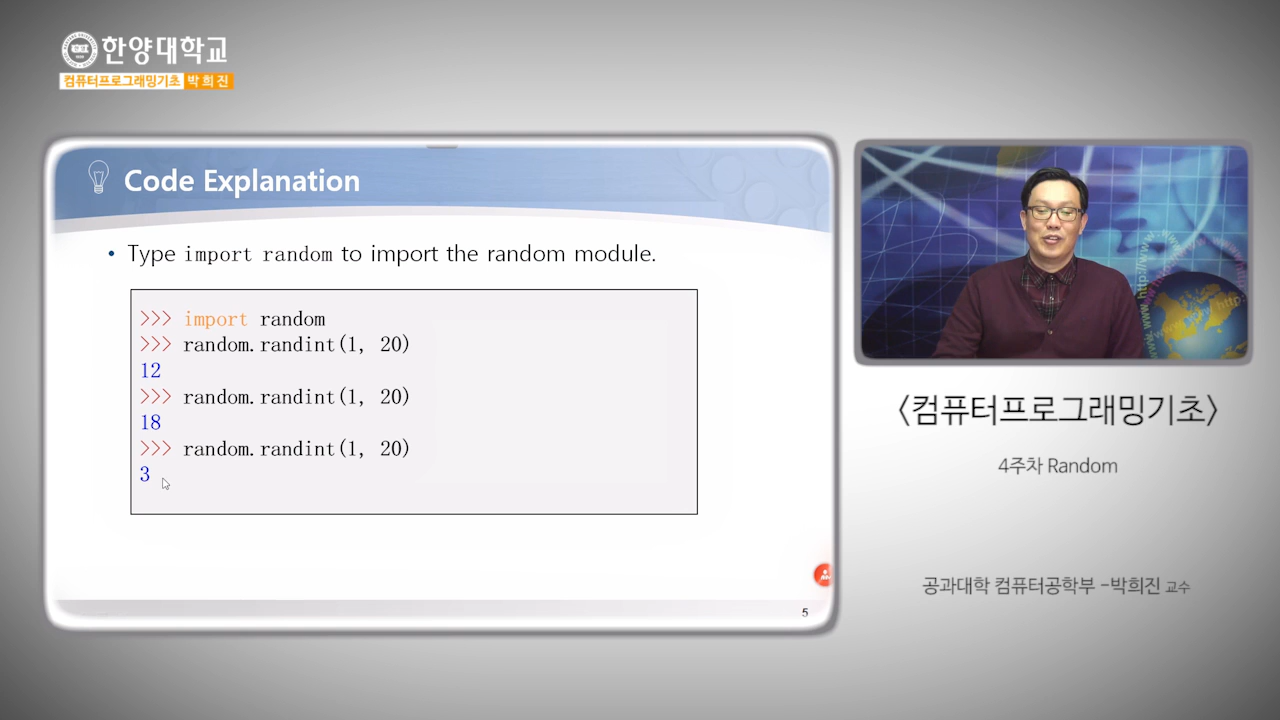 한양대학교
컴퓨터프로그래밍기초 박희진
Code Explanation
• Type import random to import the random module.
>>> import random
>>> random.randint(1, 20)
12
>>> random.randint(1, 20)
18
>>> random.randint(1, 20)
3
5
<컴퓨터프로그래밍기초>
4주차 Random
공과대학 컴퓨터공학부 -박희진 교수